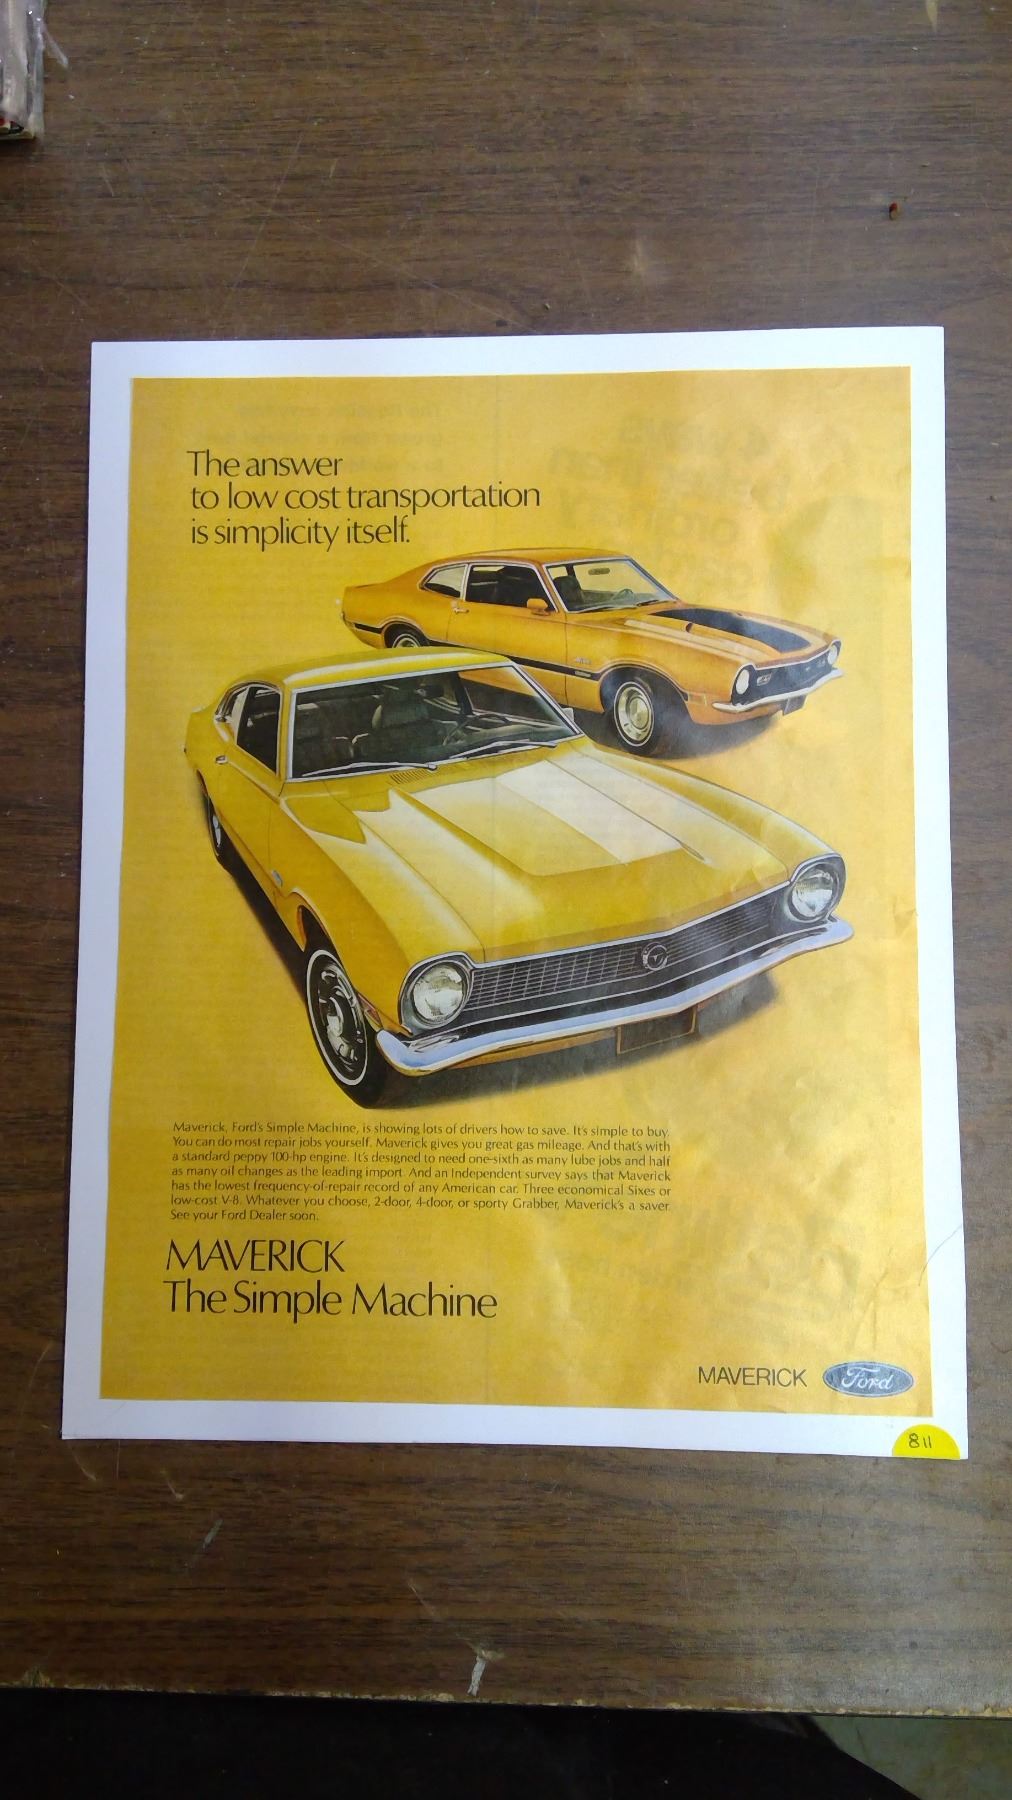 The answer
to low cost transportation
is simplicity itself.
Maverick, Ford's Simple Machine, is showing lots of drivers how to save. It's simple to buy.
You can do most repair jobs yourself. Maverick gives you great gas mileage. And that's with
a standard peppy 100-hp engine. It's designed to need one-sixth as many lube jobs and half
as many oil changes as the leading import. And an independent survey says that Maverick
has the lowest frequency-of-repair record of any American car. Three economical Sixes or
low-cost V-8. Whatever you choose, 2-door, 4-door, or sporty Grabber, Maverick's a saver.
See your Ford Dealer soon.
MAVERICK
The Simple Machine
MAVERICK Ford
811